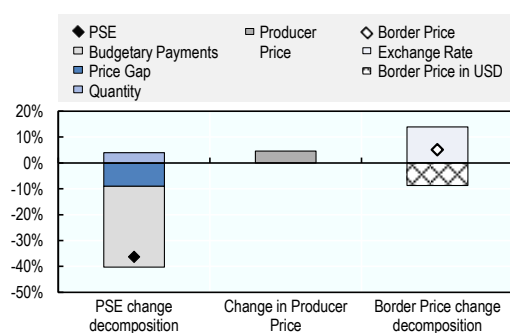 PSE
Budgetary Payments
Price Gap
Quantity
Producer
Price
Border Price
Exchange Rate
Border Price in USD
20%
10%
0%
-10%
-20%
-30%
-40%
-50%
PSE change
decomposition
Change in Producer
Price
Border Price change
decomposition